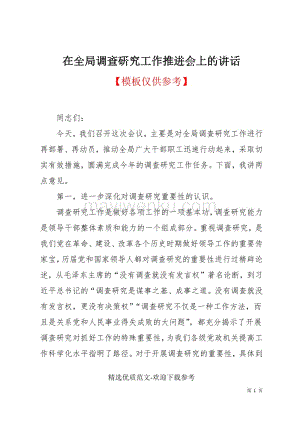 在全局调查研究工作推进会上的讲话
【模板仅供参考】
同志们：
今天，我们召开这次会议，主要是对全局调查研究工作进行
再部署、再动员，推动全局广大干部职工迅速行动起来，采取切
实有效措施，圆满完成今年的调查研究工作任务。下面，我讲两
点意见。
第一，进一步深化对调查研究重要性的认识。
调查研究工作是做好各项工作的一项基本功，调查研究能力
是领导干部整体素质和能力的一个组成部分。重视调查研究，是
我们党在革命、建设、改革各个历史时期做好领导工作的重要传
家宝，历届党和国家领导人都对调查研究的重要性进行过精辟论
述，从毛泽东主席的“没有调查就没有发言权”著名论断，到习
近平总书记的“调查研究是谋事之基、成事之道。没有调查就没
有发言权，更没有决策权”“调查研究不仅是一种工作方法，而
且是关系党和人民事业得失成败的大问题”，都充分揭示了开展
调查研究对抓好工作的特殊重要性，为我们各级党政机关提高工
作科学化水平指明了路径。对于开展调查研究的重要性，具体到
精选优质范文-欢迎下载参考
第 1 页